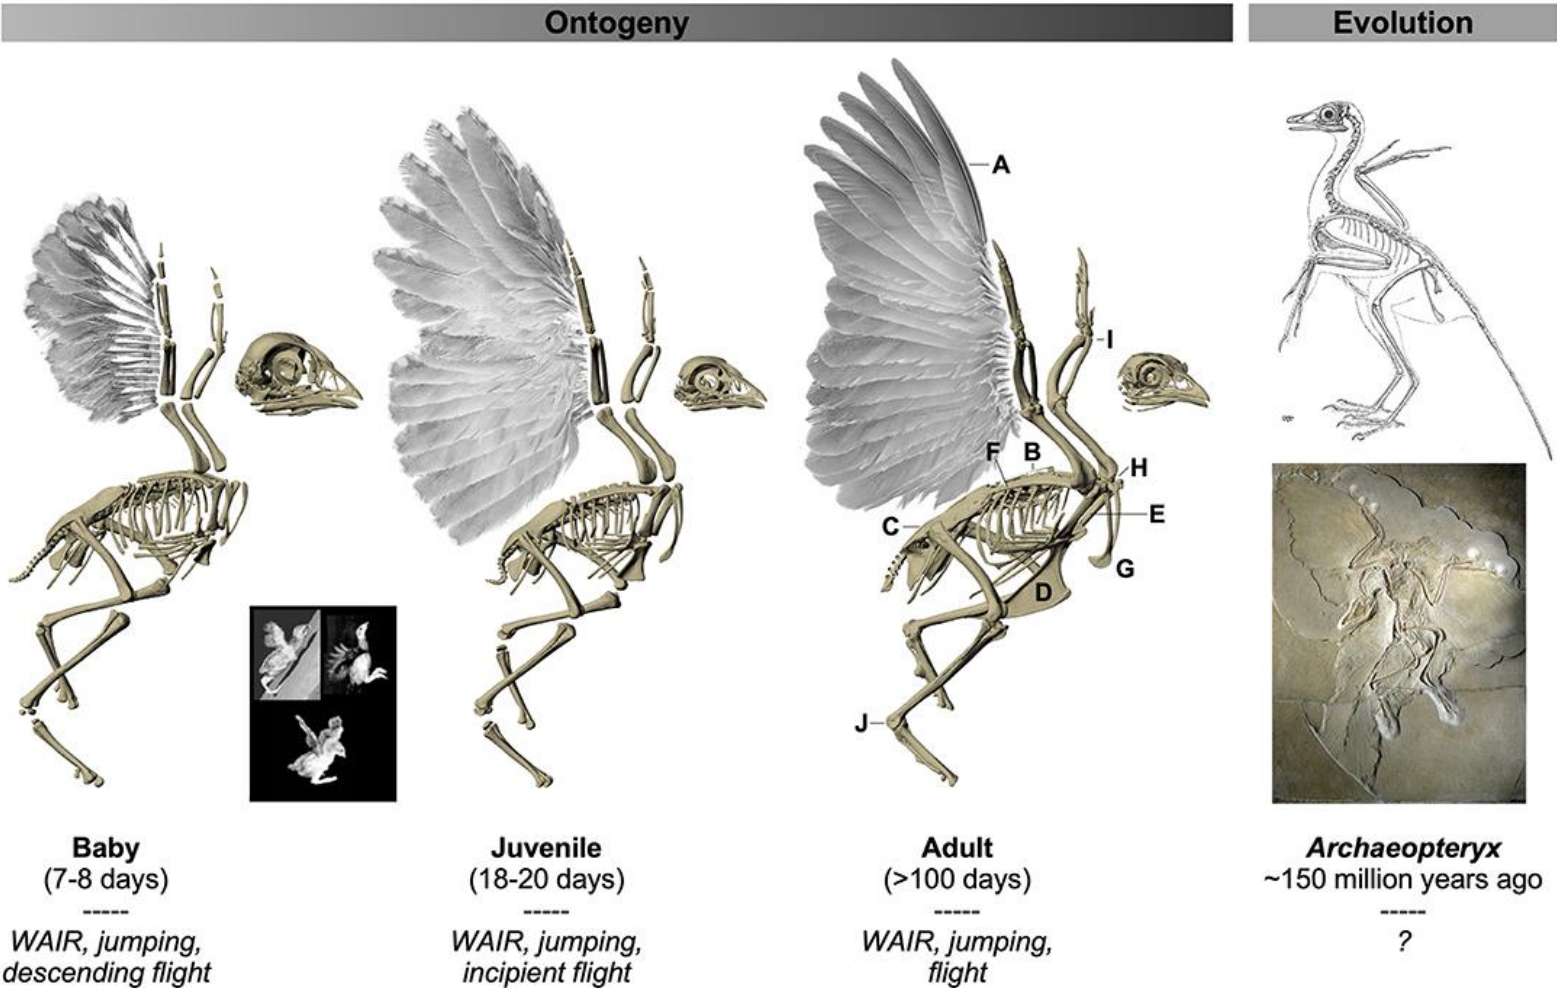 Ontogeny
Evolution
A
I
F
B
H
C
E
G
D
J
Baby
(7-8 days)
-----
WAIR, jumping,
descending flight
Juvenile
(18-20 days)
-----
WAIR, jumping,
incipient flight
Adult
(>100 days)
-----
WAIR, jumping,
flight
Archaeopteryx
~150 million years ago
-----
?